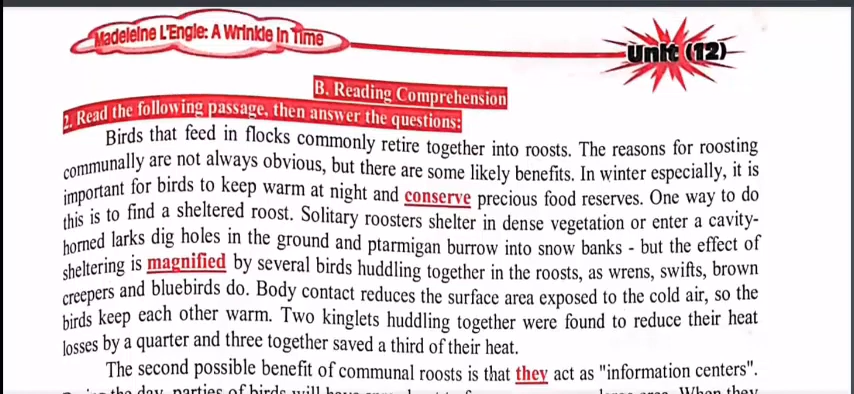 Madeleine L'Engle: A Wrinkle In Time
Unit (12)
B. Reading Comprehension
2. Read the following passage, then answer the questions:
Birds that feed in flocks commonly retire together into roosts. The reasons for roosting
communally are not always obvious, but there are some likely benefits. In winter especially, it is
important for birds to keep warm at night and conserve precious food reserves. One way to do
this is to find a sheltered roost. Solitary roosters shelter in dense vegetation or enter a cavity-
horned larks dig holes in the ground and ptarmigan burrow into snow banks - but the effect of
sheltering is magnified by several birds huddling together in the roosts, as wrens, swifts, brown
creepers and bluebirds do. Body contact reduces the surface area exposed to the cold air, so the
birds keep each other warm. Two kinglets huddling together were found to reduce their heat
losses by a quarter and three together saved a third of their heat.
The second possible benefit of communal roosts is that they act as "information centers".
the day, parties of birds will When they